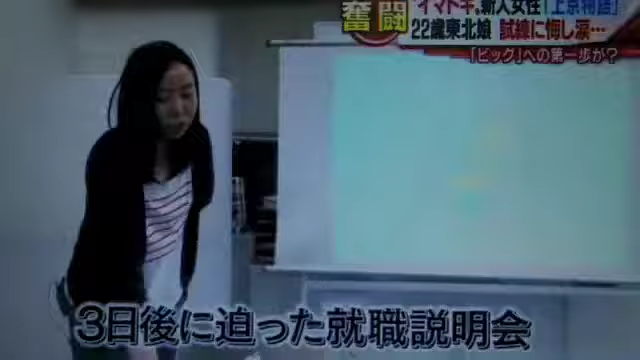 奮闘
"イマドキ"新人女性「上京物語」
22歳東北娘 試練に悔し涙…
「ビッグ」への第一歩が?
3日後に迫った就職説明会